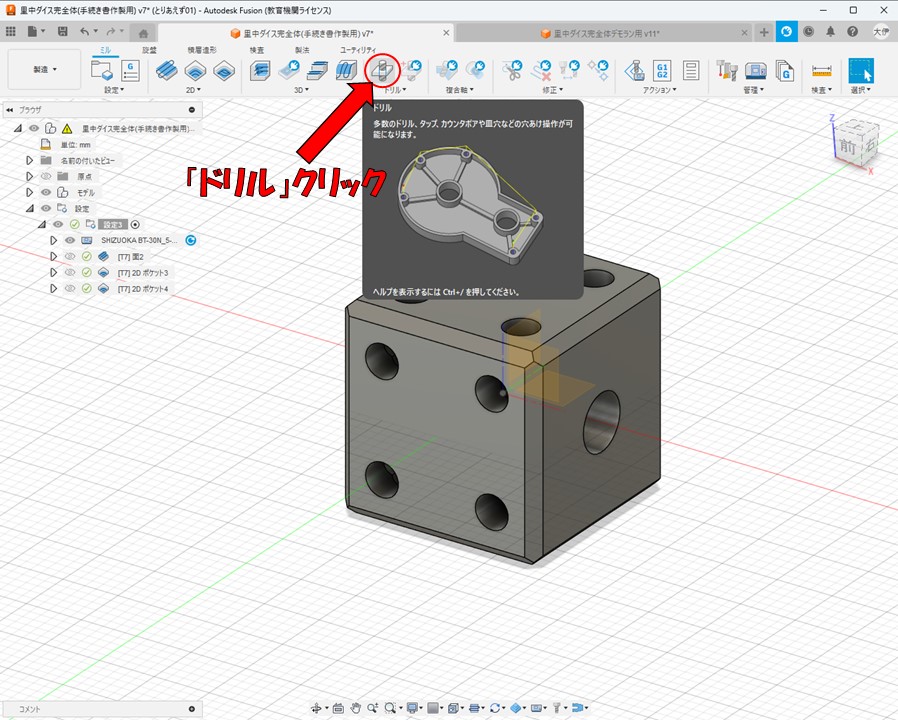 里中ダイス完全体(手続き書作製用) v7* (とりあえず01) - Autodesk Fusion (教育機関ライセンス)
里中ダイス完全体(手続き書作製用) v7*
里中ダイス完全体デモラン用 v11*
大伊
ミル
旋盤
積層造形
検査
製法
ユーティリティ
製造
G
G1
G2
G
設定
2D
3D
ドリル
複合軸
修正
アクション
管理
検査
選択
ブラウザ
里中ダイス完全体(手続き書作製用)...
単位: mm
名前の付いたビュー
原点
モデル
設定
設定3
SHIZUOKA BT-30N_S-...
[T7] 面2
[T7] 2D ポケット3
[T7] 2D ポケット4
ドリル
多数のドリル、タップ、カウンタボアや皿穴などの穴あけ操作が可
能になります。
ヘルプを表示するには Ctrl+/ を押してください。
「ドリル」クリック
Z
前
右
X
コメント